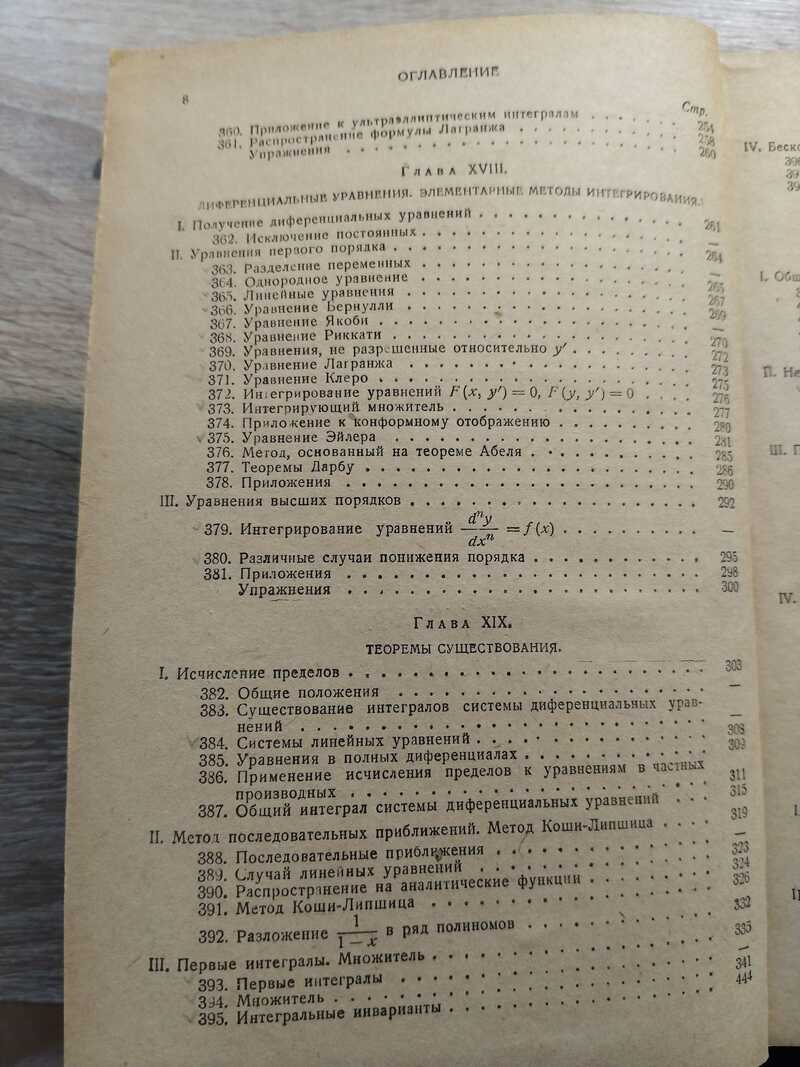 ОГЛАВЛЕНИЕ
8
Стр.
360. Приложение к ультраэллиптическим интегралам . . . . . 254
361. Распространение формулы Лагранжа . . . . . . . 258
Упражнения . . . . . . . 260
Глава XVIII.
ДИФЕРЕНЦИАЛЬНЫЕ УРАВНЕНИЯ. ЭЛЕМЕНТАРНЫЕ МЕТОДЫ ИНТЕГРИРОВАНИЯ.
I. Получение диференциальных уравнений . . . . . . . 261
362. Исключение постоянных . . . . . . . —
II. Уравнения первого порядка . . . . . . . 264
363. Разделение переменных . . . . . . . —
364. Однородное уравнение . . . . . . . 265
365. Линейные уравнения . . . . . . . 267
366. Уравнение Бернулли . . . . . . . 269
367. Уравнение Якоби . . . . . . . —
368. Уравнение Риккати . . . . . . . 270
369. Уравнения, не разрешенные относительно y′ . . . . . . . 272
370. Уравнение Лагранжа . . . . . . . 273
371. Уравнение Клеро . . . . . . . 275
372. Интегрирование уравнений F(x, y′) = 0, F(y, y′) = 0 . . . . 276
373. Интегрирующий множитель . . . . . . . 277
374. Приложение к конформному отображению . . . . . . . 280
375. Уравнение Эйлера . . . . . . . 281
376. Метод, основанный на теореме Абеля . . . . . . . 285
377. Теоремы Дарбу . . . . . . . 286
378. Приложения . . . . . . . 290
III. Уравнения высших порядков . . . . . . . 292
379. Интегрирование уравнений dⁿy/dxⁿ = f(x) . . . . . . . —
380. Различные случаи понижения порядка . . . . . . . 295
381. Приложения . . . . . . . 298
Упражнения . . . . . . . 300
Глава XIX.
ТЕОРЕМЫ СУЩЕСТВОВАНИЯ.
I. Исчисление пределов . . . . . . . 303
382. Общие положения . . . . . . . —
383. Существование интегралов системы диференциальных урав-
нений . . . . . . . —
384. Системы линейных уравнений . . . . . . . 308
385. Уравнения в полных диференциалах . . . . . . . 309
386. Применение исчисления пределов к уравнениям в частных
производных . . . . . . . 311
387. Общий интеграл системы диференциальных уравнений . . . 315
II. Метод последовательных приближений. Метод Коши-Липшица . . . . 319
388. Последовательные приближения . . . . . . . —
389. Случай линейных уравнений . . . . . . . 323
390. Распространение на аналитические функции . . . . . . . 324
391. Метод Коши-Липшица . . . . . . . 326
392. Разложение 1/(1 — x) в ряд полиномов . . . . . . . 332
III. Первые интегралы. Множитель . . . . . . . 335
393. Первые интегралы . . . . . . . —
394. Множитель . . . . . . . 341
395. Интегральные инварианты . . . . . . . 444
IV. Беско
I. Общ
II. Не
III. Г
IV.